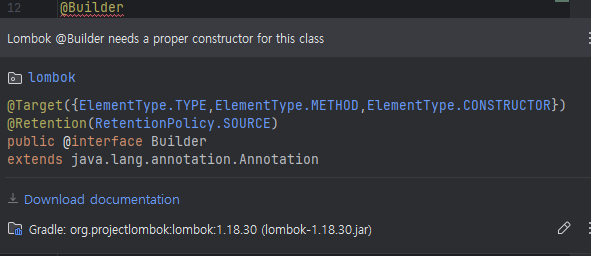 12 @Builder
Lombok @Builder needs a proper constructor for this class
lombok
@Target({ElementType.TYPE,ElementType.METHOD,ElementType.CONSTRUCTOR})
@Retention(RetentionPolicy.SOURCE)
public @interface Builder
extends java.lang.annotation.Annotation
Download documentation
Gradle: org.projectlombok:lombok:1.18.30 (lombok-1.18.30.jar)